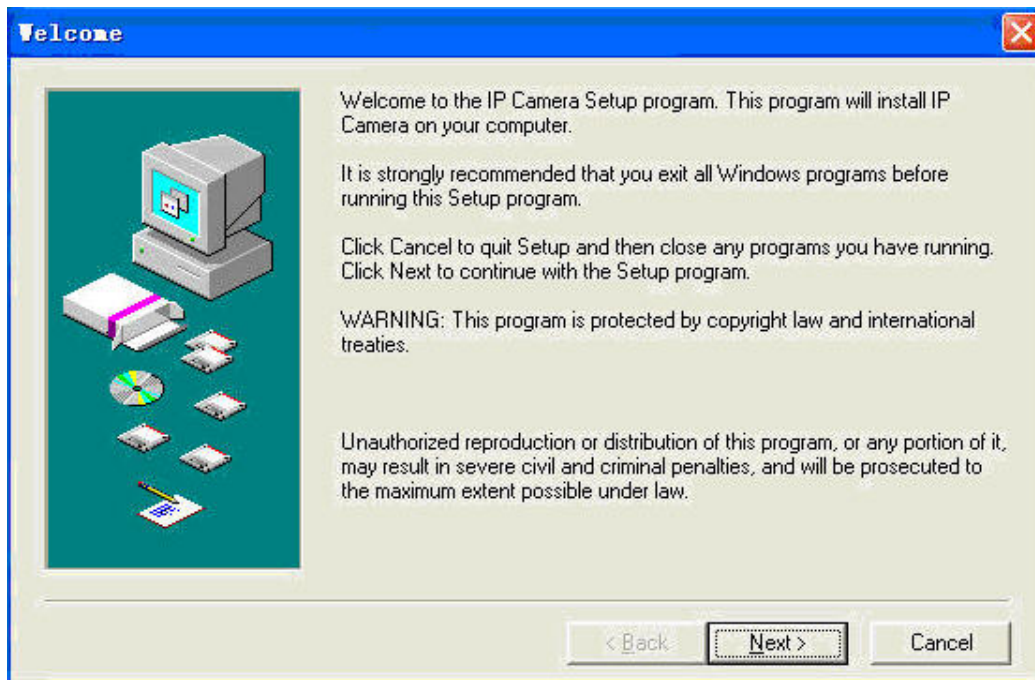 Welcome
Welcome to the IP Camera Setup program. This program will install IP
Camera on your computer.
It is strongly recommended that you exit all Windows programs before
running this Setup program.
Click Cancel to quit Setup and then close any programs you have running.
Click Next to continue with the Setup program.
WARNING: This program is protected by copyright law and international
treaties.
Unauthorized reproduction or distribution of this program, or any portion of it,
may result in severe civil and criminal penalties, and will be prosecuted to
the maximum extent possible under law.
< Back Next > Cancel